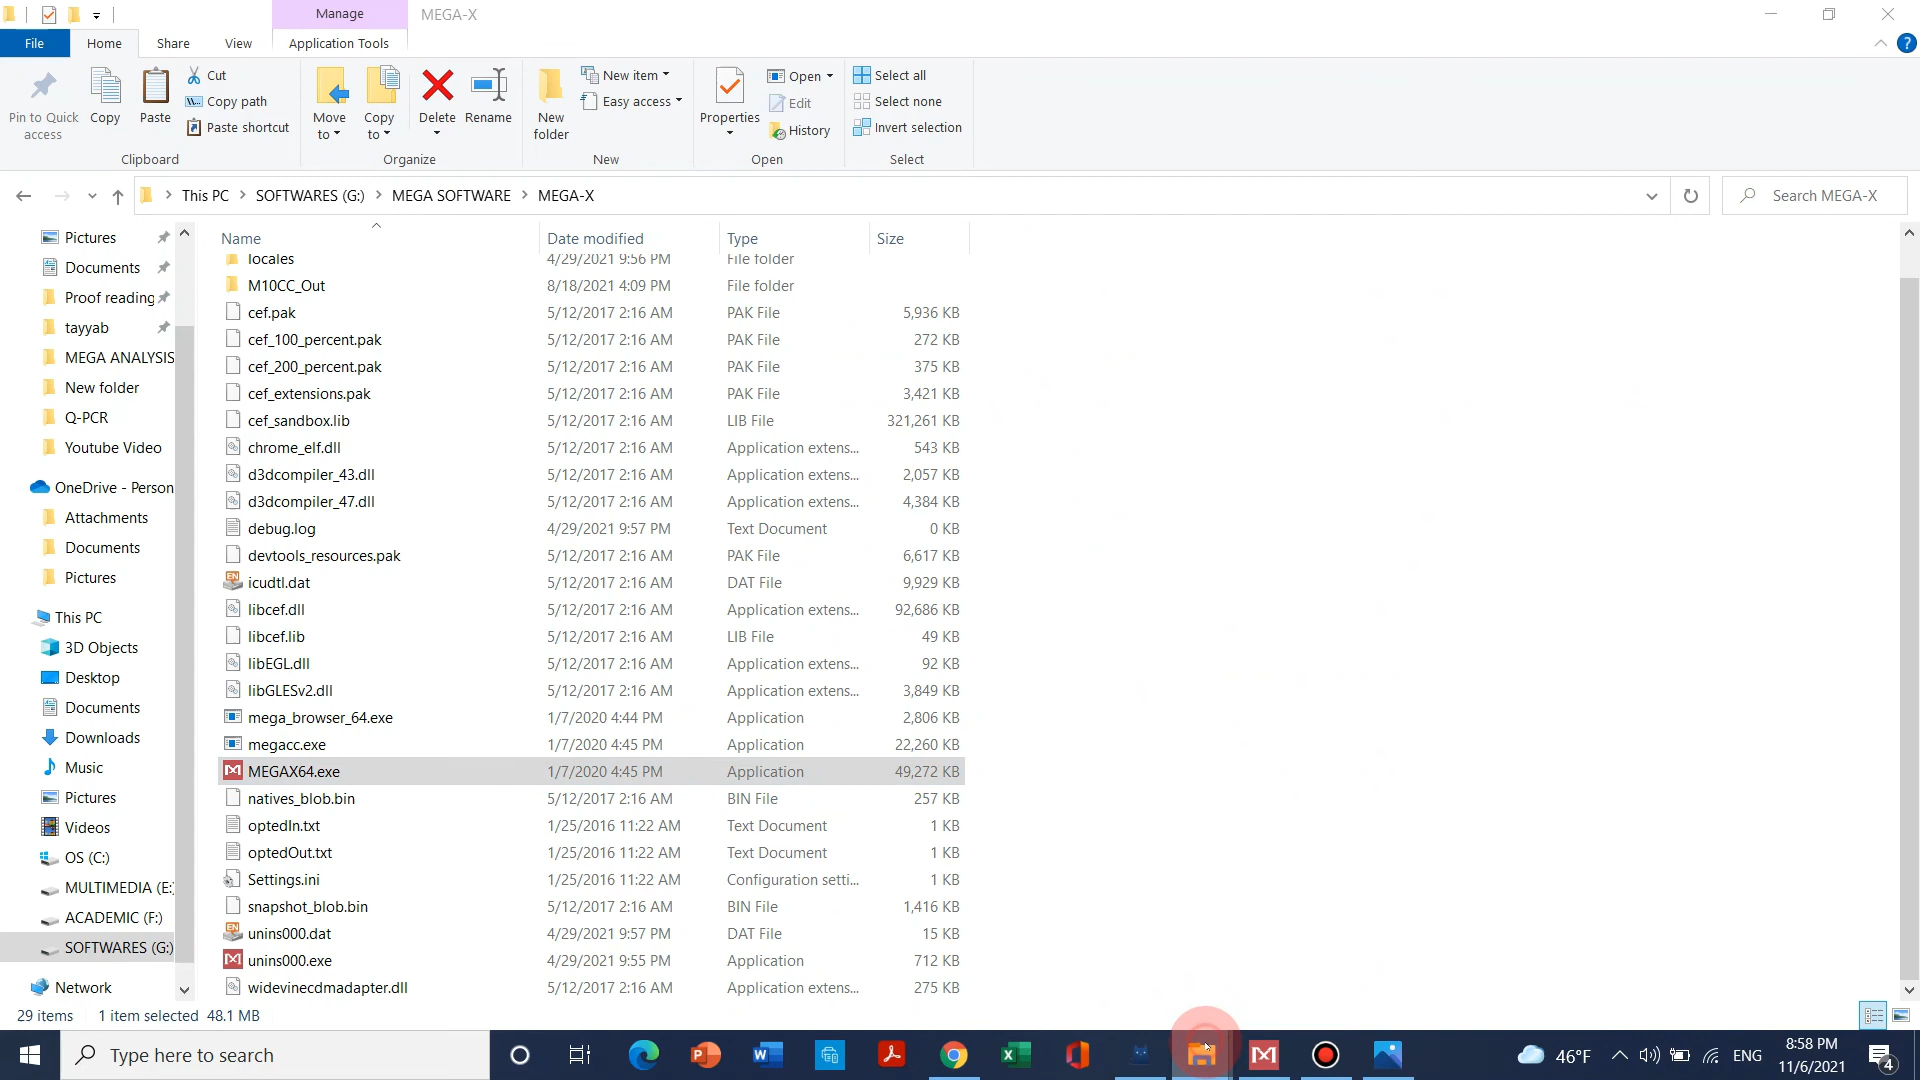 Manage
MEGA-X
File
Home
Share
View
Application Tools
Pin to Quick access
Copy
Paste
Cut
Copy path
Paste shortcut
Clipboard
Move to
Copy to
Delete
Rename
Organize
New folder
New item
Easy access
New
Properties
Open
Edit
History
Open
Select all
Select none
Invert selection
Select
This PC > SOFTWARES (G:) > MEGA SOFTWARE > MEGA-X
Search MEGA-X
Pictures
Documents
Proof reading
tayyab
MEGA ANALYSIS
New folder
Q-PCR
Youtube Video
OneDrive - Person
Attachments
Documents
Pictures
This PC
3D Objects
Desktop
Documents
Downloads
Music
Pictures
Videos
OS (C:)
MULTIMEDIA (E:)
ACADEMIC (F:)
SOFTWARES (G:)
Network
Name Date modified Type Size
locales 4/29/2021 9:56 PM File folder
M10CC_Out 8/18/2021 4:09 PM File folder
cef.pak 5/12/2017 2:16 AM PAK File 5,936 KB
cef_100_percent.pak 5/12/2017 2:16 AM PAK File 272 KB
cef_200_percent.pak 5/12/2017 2:16 AM PAK File 375 KB
cef_extensions.pak 5/12/2017 2:16 AM PAK File 3,421 KB
cef_sandbox.lib 5/12/2017 2:16 AM LIB File 321,261 KB
chrome_elf.dll 5/12/2017 2:16 AM Application extens... 543 KB
d3dcompiler_43.dll 5/12/2017 2:16 AM Application extens... 2,057 KB
d3dcompiler_47.dll 5/12/2017 2:16 AM Application extens... 4,384 KB
debug.log 4/29/2021 9:57 PM Text Document 0 KB
devtools_resources.pak 5/12/2017 2:16 AM PAK File 6,617 KB
icudtl.dat 5/12/2017 2:16 AM DAT File 9,929 KB
libcef.dll 5/12/2017 2:16 AM Application extens... 92,686 KB
libcef.lib 5/12/2017 2:16 AM LIB File 49 KB
libEGL.dll 5/12/2017 2:16 AM Application extens... 92 KB
libGLESv2.dll 5/12/2017 2:16 AM Application extens... 3,849 KB
mega_browser_64.exe 1/7/2020 4:44 PM Application 2,806 KB
megacc.exe 1/7/2020 4:45 PM Application 22,260 KB
MEGAX64.exe 1/7/2020 4:45 PM Application 49,272 KB
natives_blob.bin 5/12/2017 2:16 AM BIN File 257 KB
optedIn.txt 1/25/2016 11:22 AM Text Document 1 KB
optedOut.txt 1/25/2016 11:22 AM Text Document 1 KB
Settings.ini 1/25/2016 11:22 AM Configuration setti... 1 KB
snapshot_blob.bin 5/12/2017 2:16 AM BIN File 1,416 KB
unins000.dat 4/29/2021 9:57 PM DAT File 15 KB
unins000.exe 4/29/2021 9:55 PM Application 712 KB
widevinecdmadapter.dll 5/12/2017 2:16 AM Application extens... 275 KB
29 items 1 item selected 48.1 MB
Type here to search
46°F
ENG
8:58 PM
11/6/2021
4